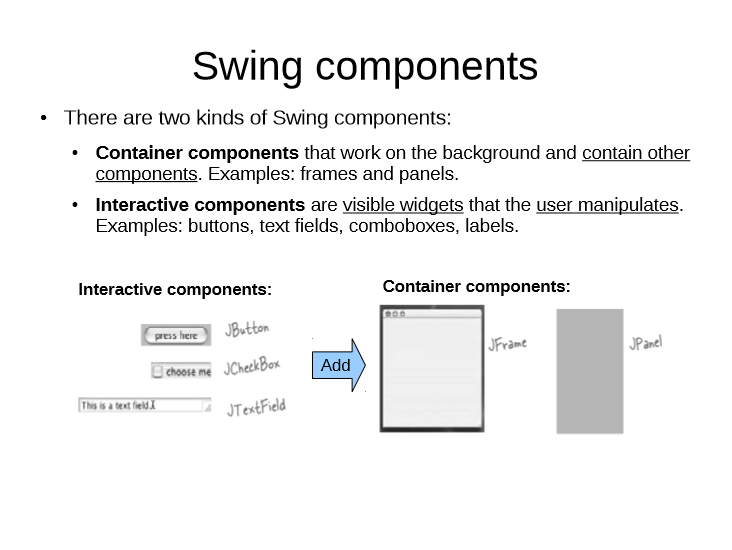 Swing components
• There are two kinds of Swing components:
• Container components that work on the background and contain other
components. Examples: frames and panels.
• Interactive components are visible widgets that the user manipulates.
Examples: buttons, text fields, comboboxes, labels.
Interactive components:
Container components:
press here
JButton
choose me
JCheckBox
This is a text field.
JTextField
Add
JFrame
JPanel